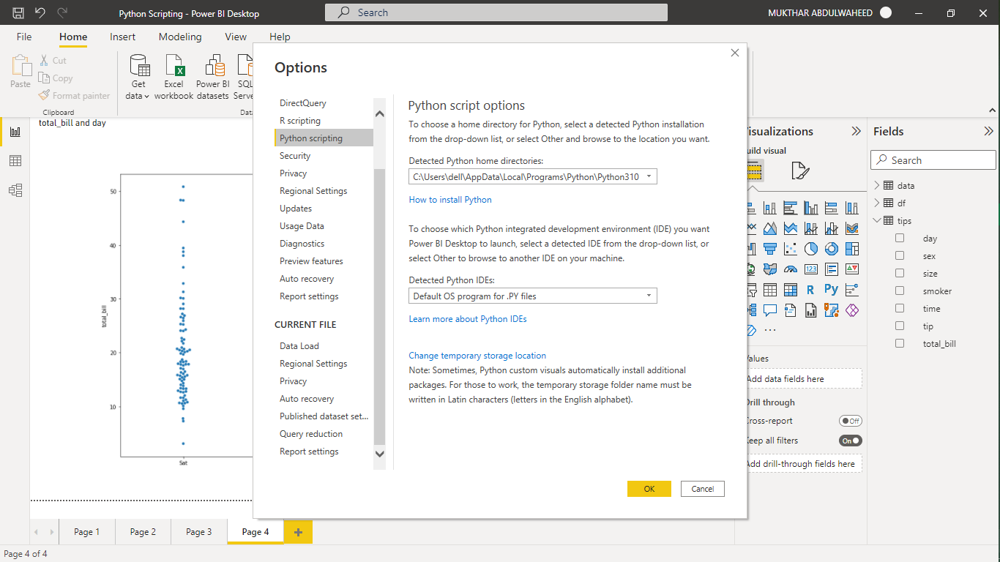 Python Scripting - Power BI Desktop
Search
MUKTHAR ABDULWAHEED
File
Home
Insert
Modeling
View
Help
Paste
Cut
Copy
Format painter
Clipboard
Get
data
Excel
workbook
Power BI
datasets
SQL
Serve
Data
total_bill and day
50
40
30
20
10
total_bill
Sat
Options
DirectQuery
R scripting
Python scripting
Security
Privacy
Regional Settings
Updates
Usage Data
Diagnostics
Preview features
Auto recovery
Report settings
CURRENT FILE
Data Load
Regional Settings
Privacy
Auto recovery
Published dataset set...
Query reduction
Report settings
Python script options
To choose a home directory for Python, select a detected Python installation
from the drop-down list, or select Other and browse to the location you want.
Detected Python home directories:
C:\Users\dell\AppData\Local\Programs\Python\Python310
How to install Python
To choose which Python integrated development environment (IDE) you want
Power BI Desktop to launch, select a detected IDE from the drop-down list, or
select Other to browse to another IDE on your machine.
Detected Python IDEs:
Default OS program for .PY files
Learn more about Python IDEs
Change temporary storage location
Note: Sometimes, Python custom visuals automatically install additional
packages. For those to work, the temporary storage folder name must be
written in Latin characters (letters in the English alphabet).
OK
Cancel
isualizations
uild visual
123
R
Py
...
Values
Add data fields here
Drill through
Cross-report
Off
Keep all filters
On
Add drill-through fields here
Fields
Search
data
df
tips
day
sex
size
smoker
time
tip
total_bill
Page 1
Page 2
Page 3
Page 4
Page 4 of 4